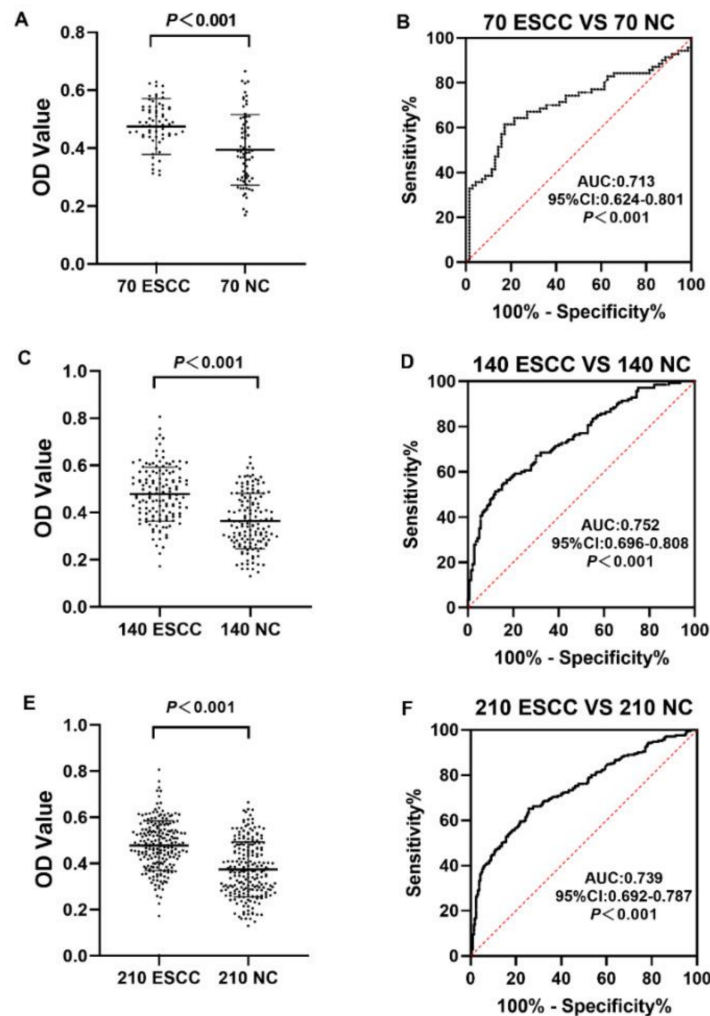 A
P＜0.001
OD Value
0.8
0.6
0.4
0.2
0.0
70 ESCC 70 NC
B
70 ESCC VS 70 NC
Sensitivity%
100
80
60
40
20
0
AUC:0.713
95%CI:0.624-0.801
P＜0.001
0 20 40 60 80 100
100% - Specificity%
C
P＜0.001
OD Value
1.0
0.8
0.6
0.4
0.2
0.0
140 ESCC 140 NC
D
140 ESCC VS 140 NC
Sensitivity%
100
80
60
40
20
0
AUC:0.752
95%CI:0.696-0.808
P＜0.001
0 20 40 60 80 100
100% - Specificity%
E
P＜0.001
OD Value
1.0
0.8
0.6
0.4
0.2
0.0
210 ESCC 210 NC
F
210 ESCC VS 210 NC
Sensitivity%
100
80
60
40
20
0
AUC:0.739
95%CI:0.692-0.787
P＜0.001
0 20 40 60 80 100
100% - Specificity%